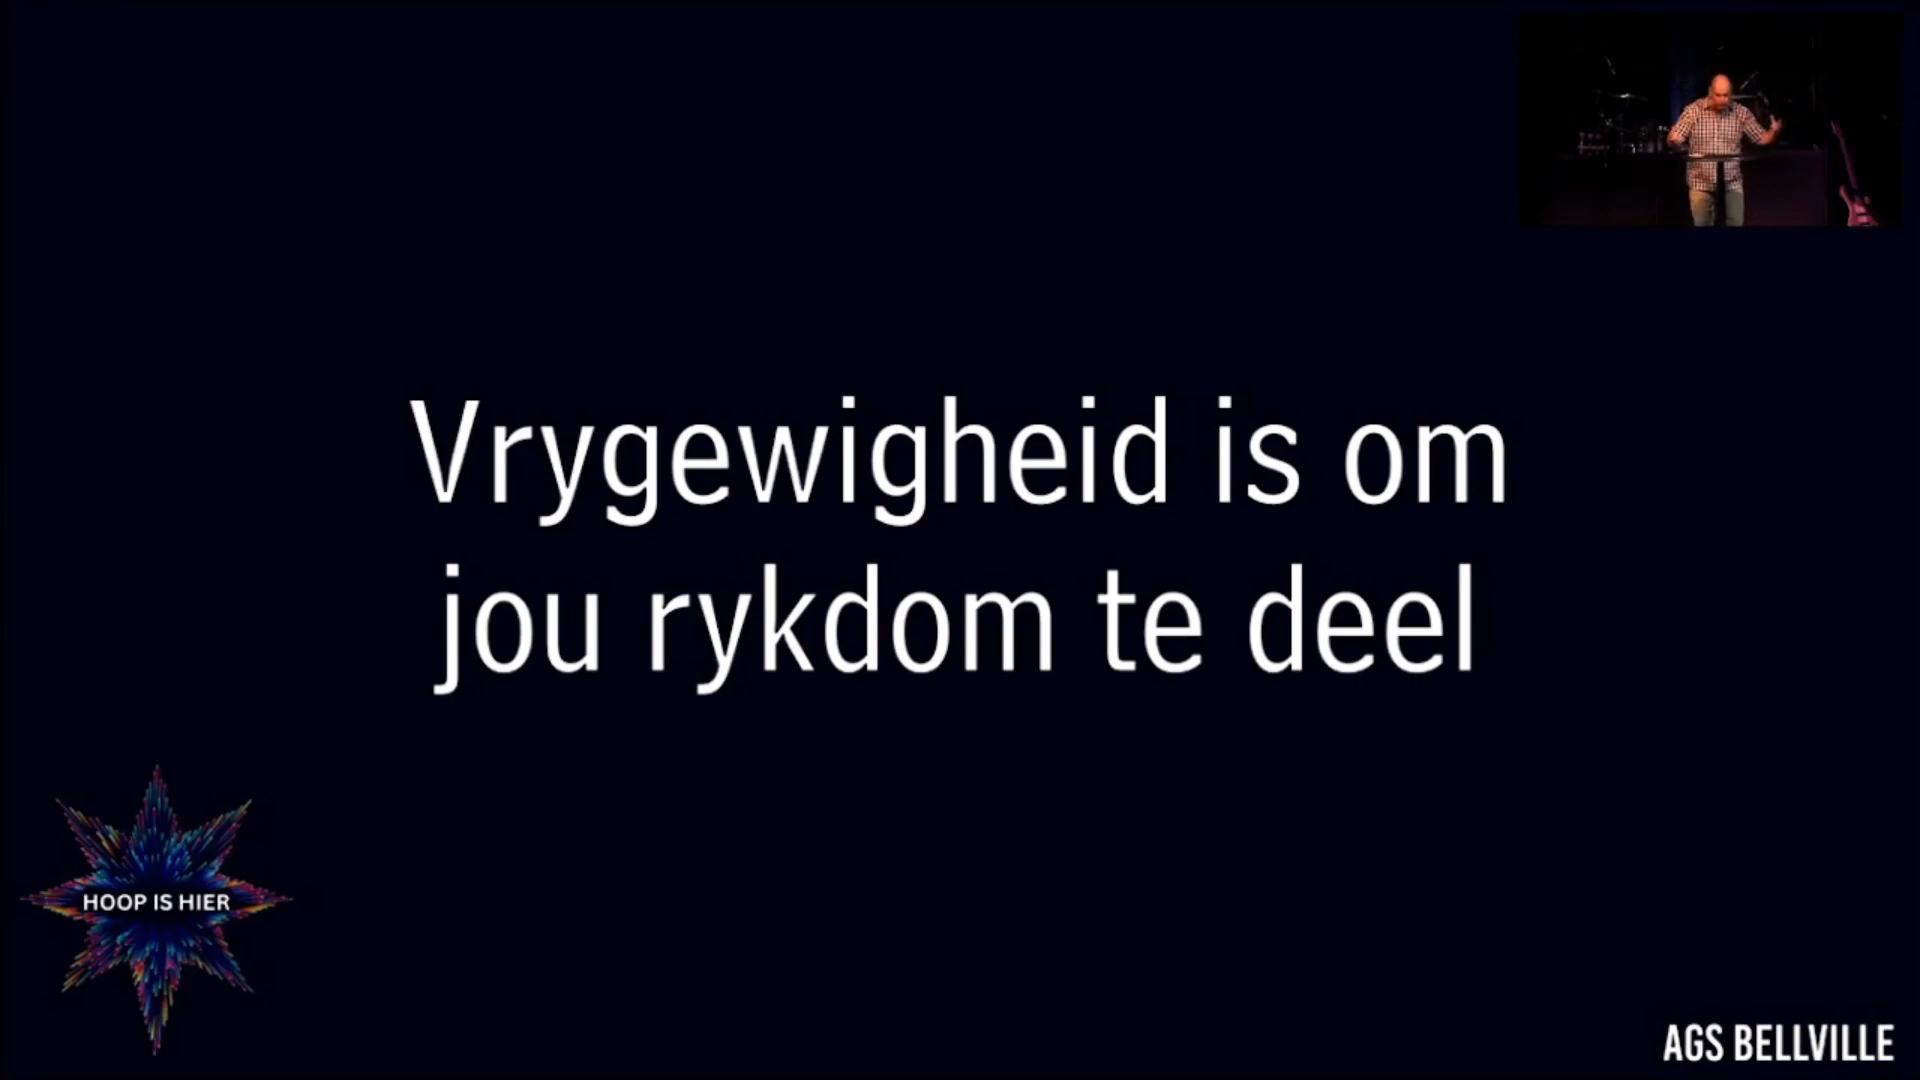 Vrygewigheid is om
jou rykdom te deel
HOOP IS HIER
AGS BELLVILLE